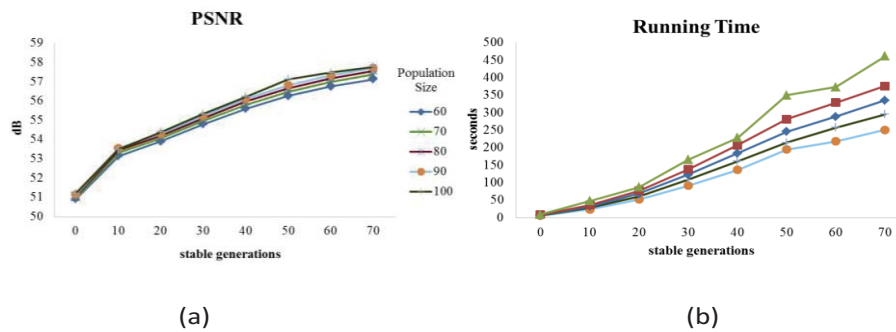 PSNR
59
58
57
56
55
54
53
52
51
50
dB
0 10 20 30 40 50 60 70
stable generations
Population
Size
60
70
80
90
100
(a)
Running Time
500
450
400
350
300
250
200
150
100
50
0
seconds
0 10 20 30 40 50 60 70
stable generations
(b)